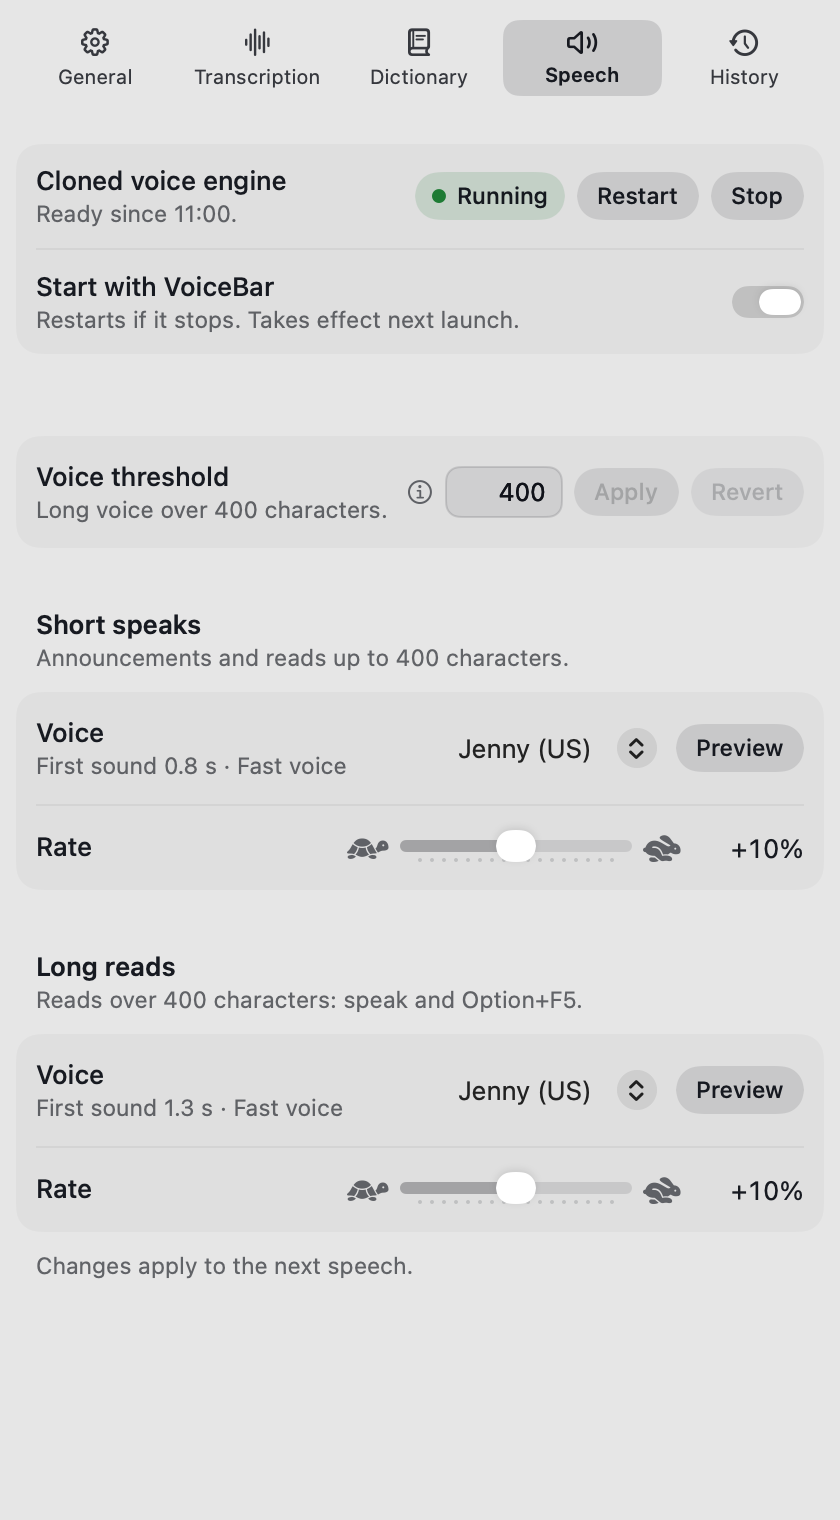 General
Transcription
Dictionary
Speech
History
Cloned voice engine
Ready since 11:00.
Running
Restart
Stop
Start with VoiceBar
Restarts if it stops. Takes effect next launch.
Voice threshold
Long voice over 400 characters.
400
Apply
Revert
Short speaks
Announcements and reads up to 400 characters.
Voice
First sound 0.8 s · Fast voice
Jenny (US)
Preview
Rate
+10%
Long reads
Reads over 400 characters: speak and Option+F5.
Voice
First sound 1.3 s · Fast voice
Jenny (US)
Preview
Rate
+10%
Changes apply to the next speech.